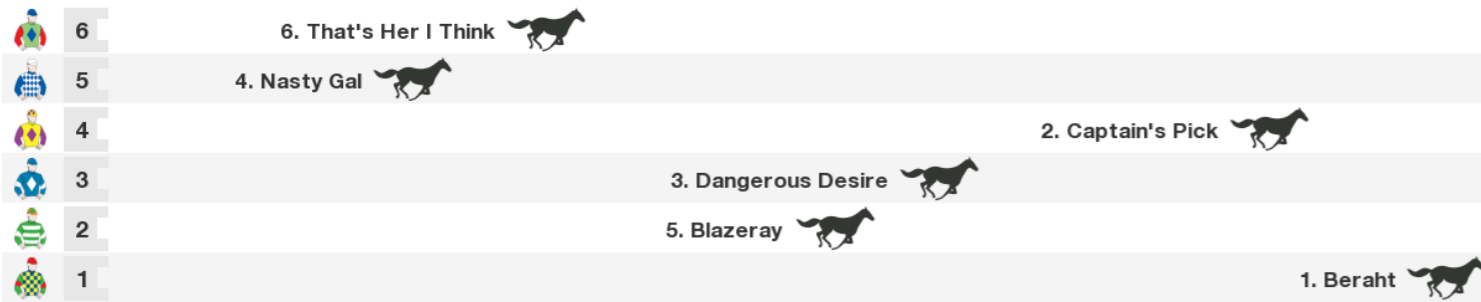 6 6. That's Her I Think
5 4. Nasty Gal
4 2. Captain's Pick
3 3. Dangerous Desire
2 5. Blazeray
1 1. Beraht